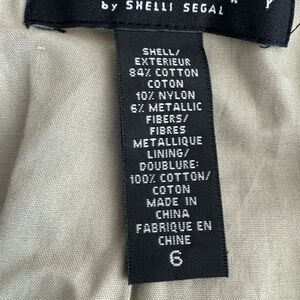 Y
by SHELLI SEGAL
SHELL/
EXTERIEUR
84% COTTON
COTON
10% NYLON
6% METALLIC
FIBERS/
FIBRES
METALLIQUE
LINING/
DOUBLURE:
100% COTTON/
COTON
MADE IN
CHINA
FABRIQUE EN
CHINE
6